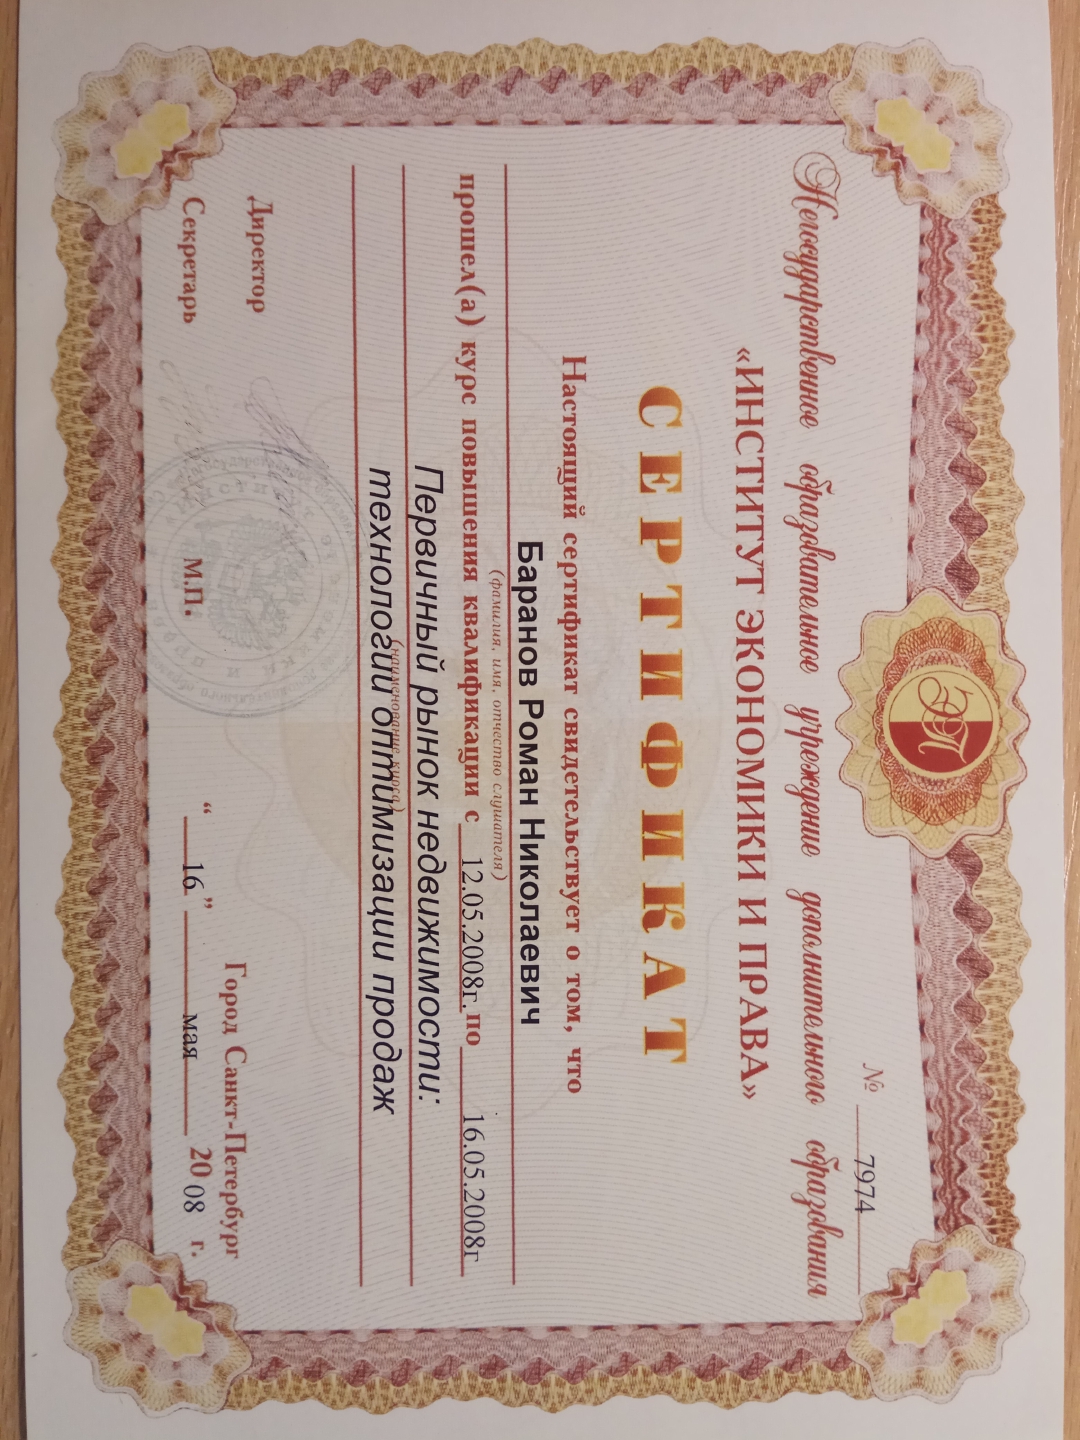 № 7974
Негосударственное образовательное учреждение дополнительного образования
«ИНСТИТУТ ЭКОНОМИКИ И ПРАВА»
СЕРТИФИКАТ
Настоящий сертификат свидетельствует о том, что
Баранов Роман Николаевич
(фамилия, имя, отчество слушателя)
прошел(а) курс повышения квалификации с 12.05.2008г. по 16.05.2008г
Первичный рынок недвижимости:
(наименование курса)
технологии оптимизации продаж
Город Санкт-Петербург
Директор
Секретарь
М.П.
“ 16 ” мая 2008 г.